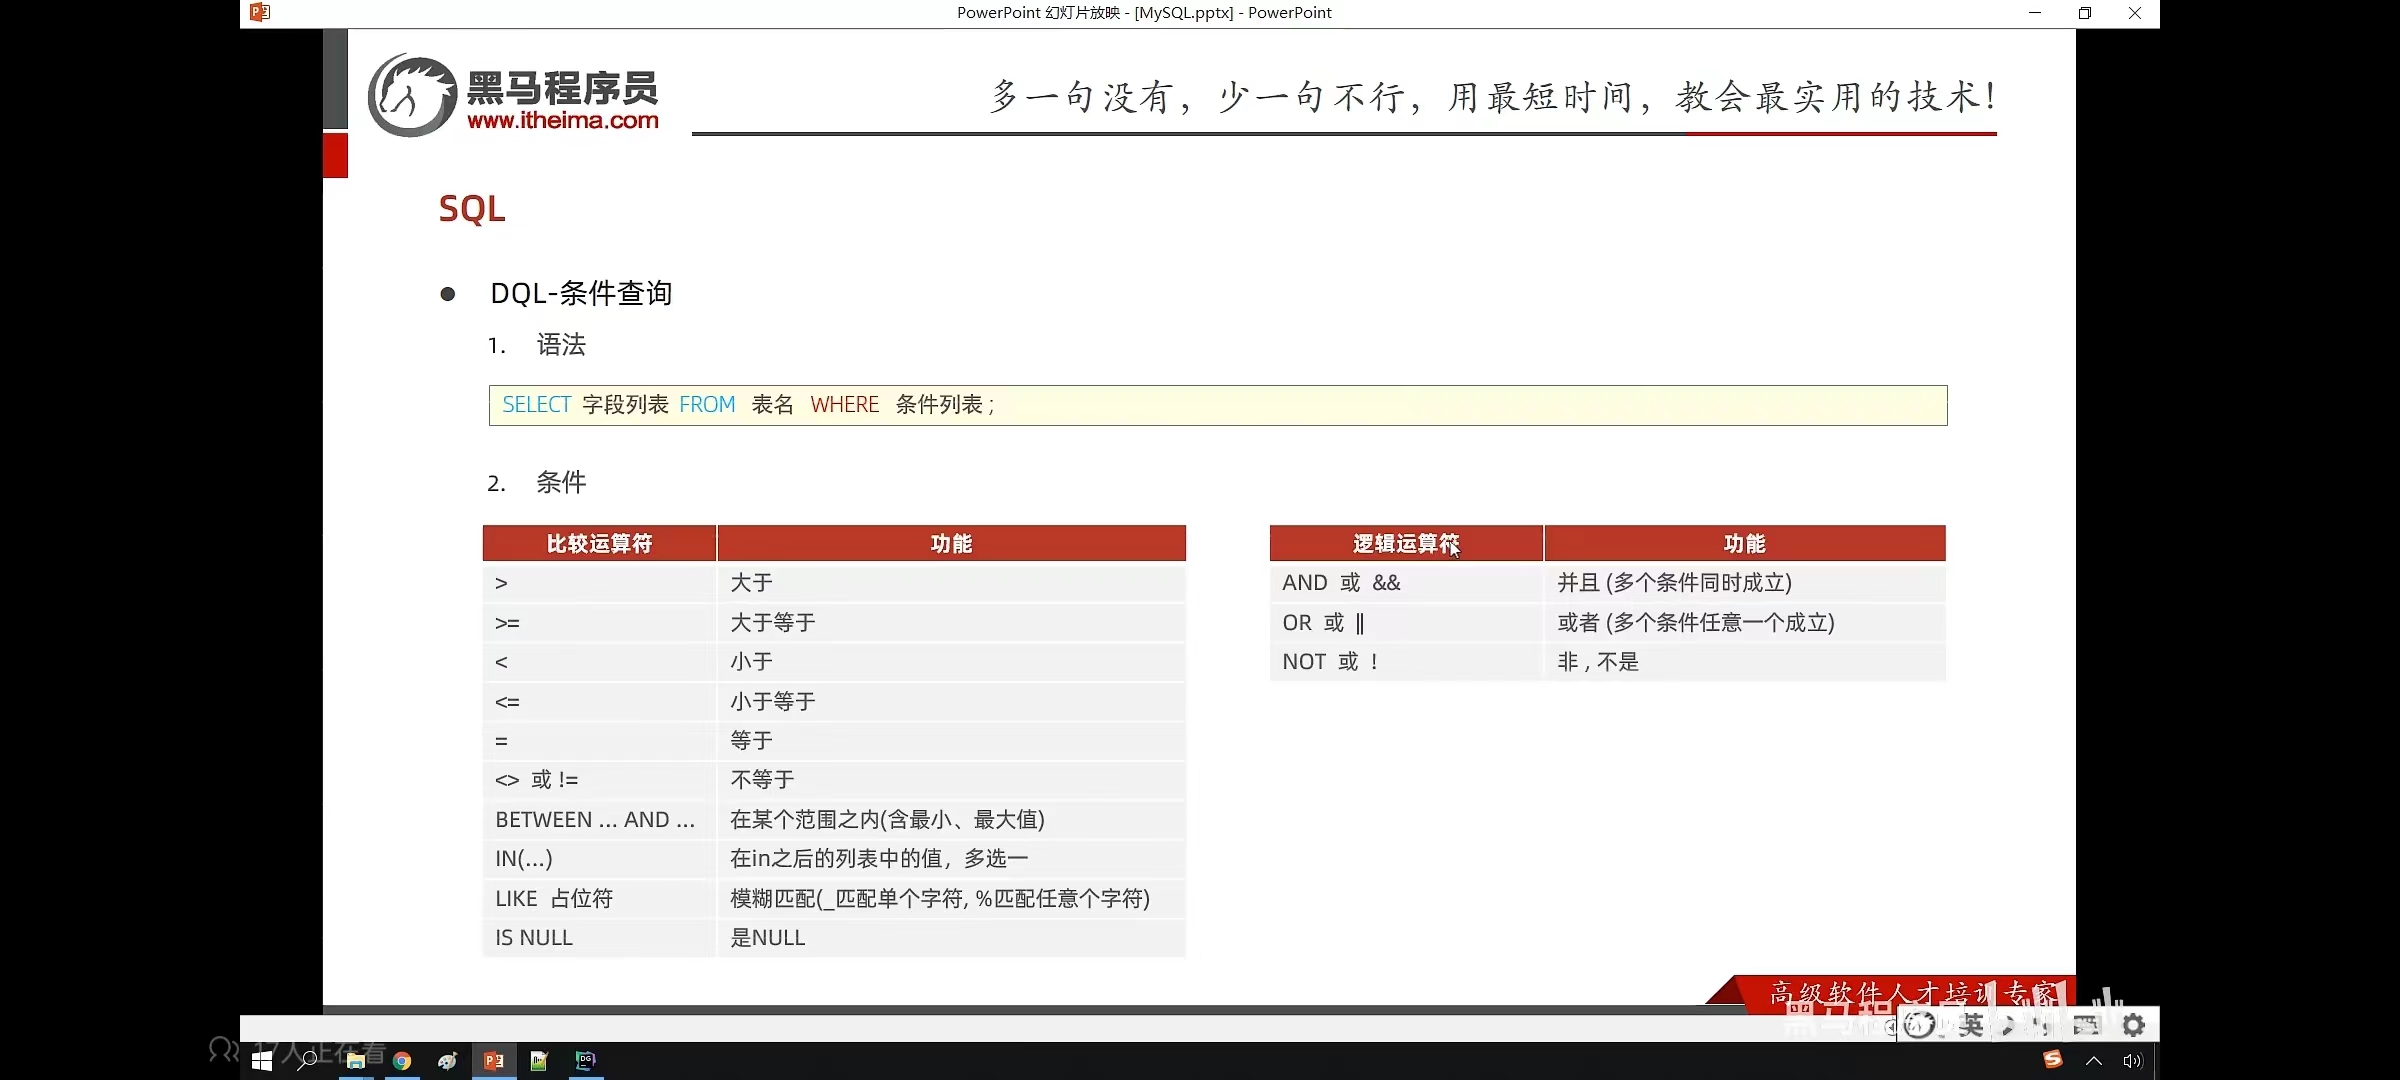 PowerPoint 幻灯片放映 - [MySQL.pptx] - PowerPoint
黑马程序员
www.itheima.com
多一句没有，少一句不行，用最短时间，教会最实用的技术！
SQL
● DQL-条件查询
1. 语法
SELECT 字段列表 FROM 表名 WHERE 条件列表 ;
2. 条件
比较运算符 功能
> 大于
>= 大于等于
< 小于
<= 小于等于
= 等于
<> 或 != 不等于
BETWEEN ... AND ... 在某个范围之内(含最小、最大值)
IN(...) 在in之后的列表中的值，多选一
LIKE 占位符 模糊匹配(_匹配单个字符, %匹配任意个字符)
IS NULL 是NULL
逻辑运算符 功能
AND 或 && 并且 (多个条件同时成立)
OR 或 || 或者 (多个条件任意一个成立)
NOT 或 ! 非 , 不是
高级软件人才培训专家
黑马程序员
英
17人正在看